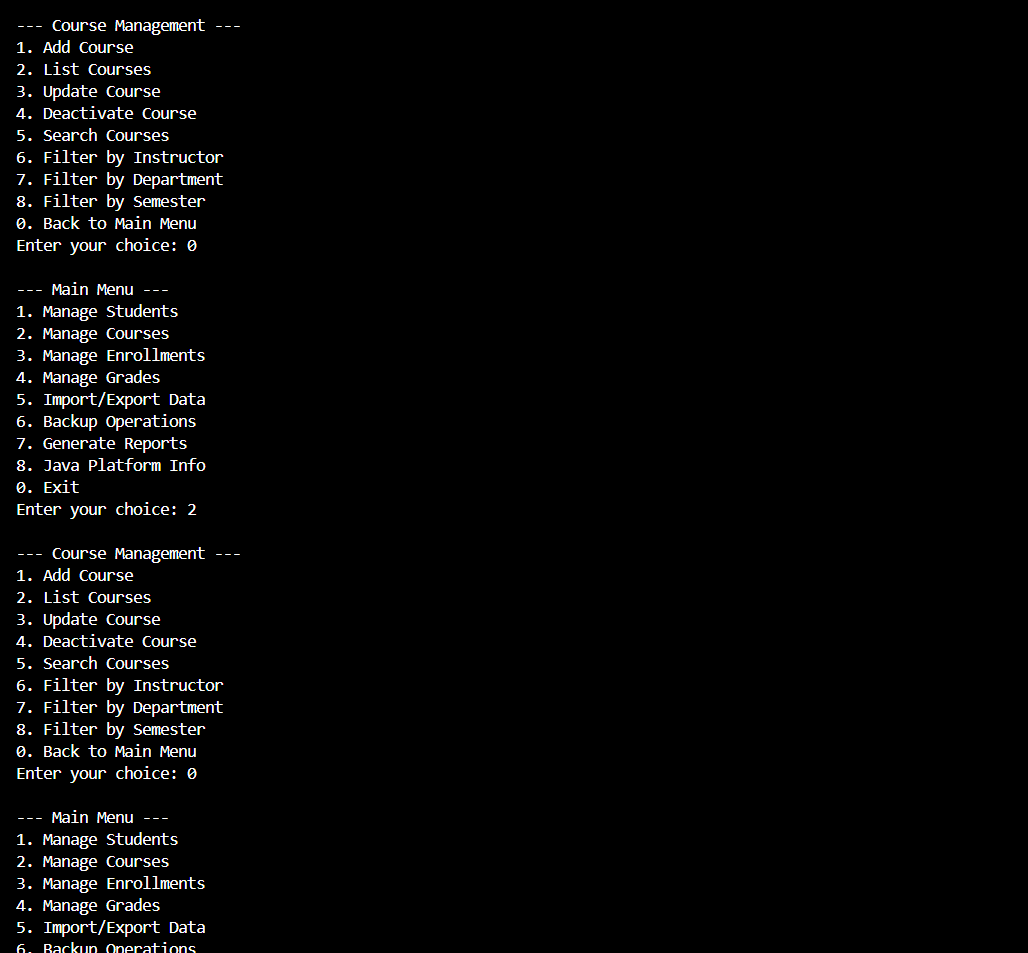 --- Course Management ---
1. Add Course
2. List Courses
3. Update Course
4. Deactivate Course
5. Search Courses
6. Filter by Instructor
7. Filter by Department
8. Filter by Semester
0. Back to Main Menu
Enter your choice: 0

--- Main Menu ---
1. Manage Students
2. Manage Courses
3. Manage Enrollments
4. Manage Grades
5. Import/Export Data
6. Backup Operations
7. Generate Reports
8. Java Platform Info
0. Exit
Enter your choice: 2

--- Course Management ---
1. Add Course
2. List Courses
3. Update Course
4. Deactivate Course
5. Search Courses
6. Filter by Instructor
7. Filter by Department
8. Filter by Semester
0. Back to Main Menu
Enter your choice: 0

--- Main Menu ---
1. Manage Students
2. Manage Courses
3. Manage Enrollments
4. Manage Grades
5. Import/Export Data
6. Backup Operations